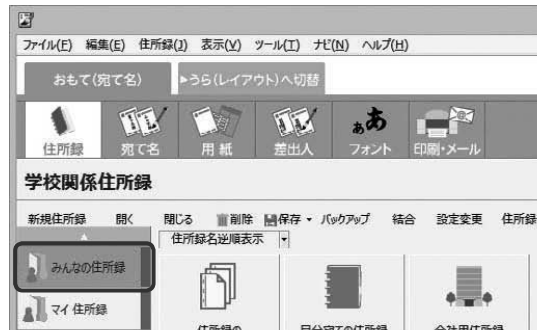 ファイル(F) 編集(E) 住所録(J) 表示(V) ツール(T) ナビ(N) ヘルプ(H)
おもて(宛て名) ▶うら(レイアウト)へ切替
住所録 宛て名 用紙 差出人 フォント 印刷・メール
学校関係住所録
新規住所録 開く 閉じる 削除 保存 バックアップ 結合 設定変更 住所録
住所録名逆順表示
みんなの住所録
マイ住所録
住所録の 自分宛ての住所録 会社用住所録